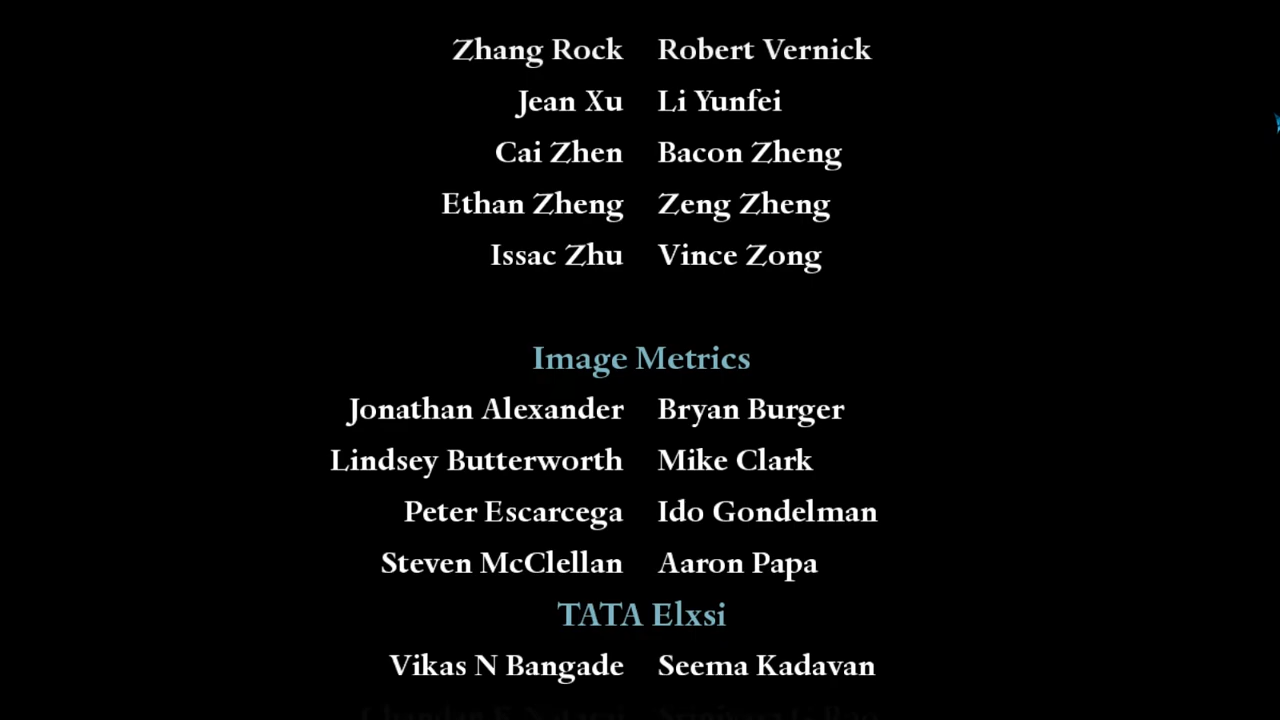 Zhang Rock Robert Vernick
Jean Xu Li Yunfei
Cai Zhen Bacon Zheng
Ethan Zheng Zeng Zheng
Issac Zhu Vince Zong
Image Metrics
Jonathan Alexander Bryan Burger
Lindsey Butterworth Mike Clark
Peter Escarcega Ido Gondelman
Steven McClellan Aaron Papa
TATA Elxsi
Vikas N Bangade Seema Kadavan